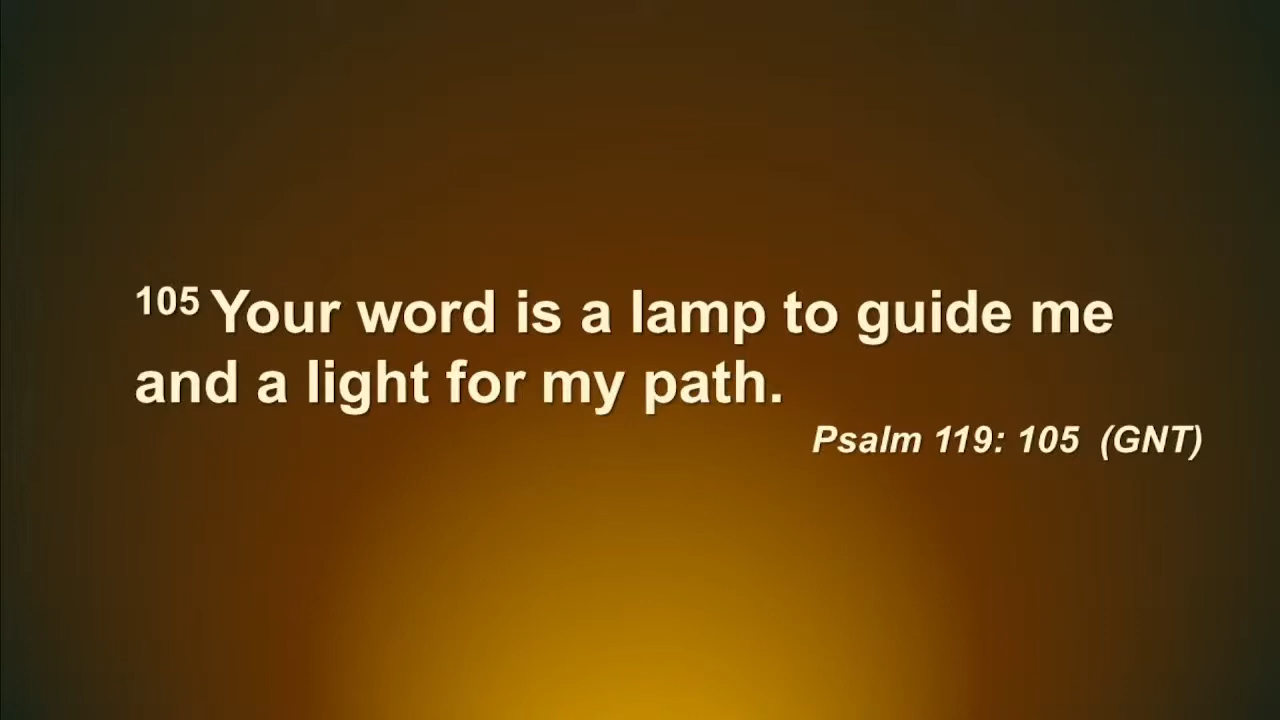 105 Your word is a lamp to guide me
and a light for my path.
Psalm 119: 105 (GNT)